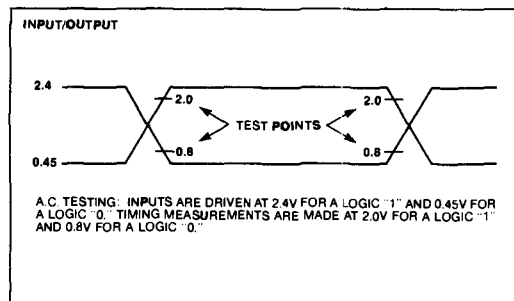 INPUT/OUTPUT
2.4
2.0
2.0
TEST POINTS
0.8
0.8
0.45
A.C. TESTING: INPUTS ARE DRIVEN AT 2.4V FOR A LOGIC "1" AND 0.45V FOR
A LOGIC "0." TIMING MEASUREMENTS ARE MADE AT 2.0V FOR A LOGIC "1"
AND 0.8V FOR A LOGIC "0."